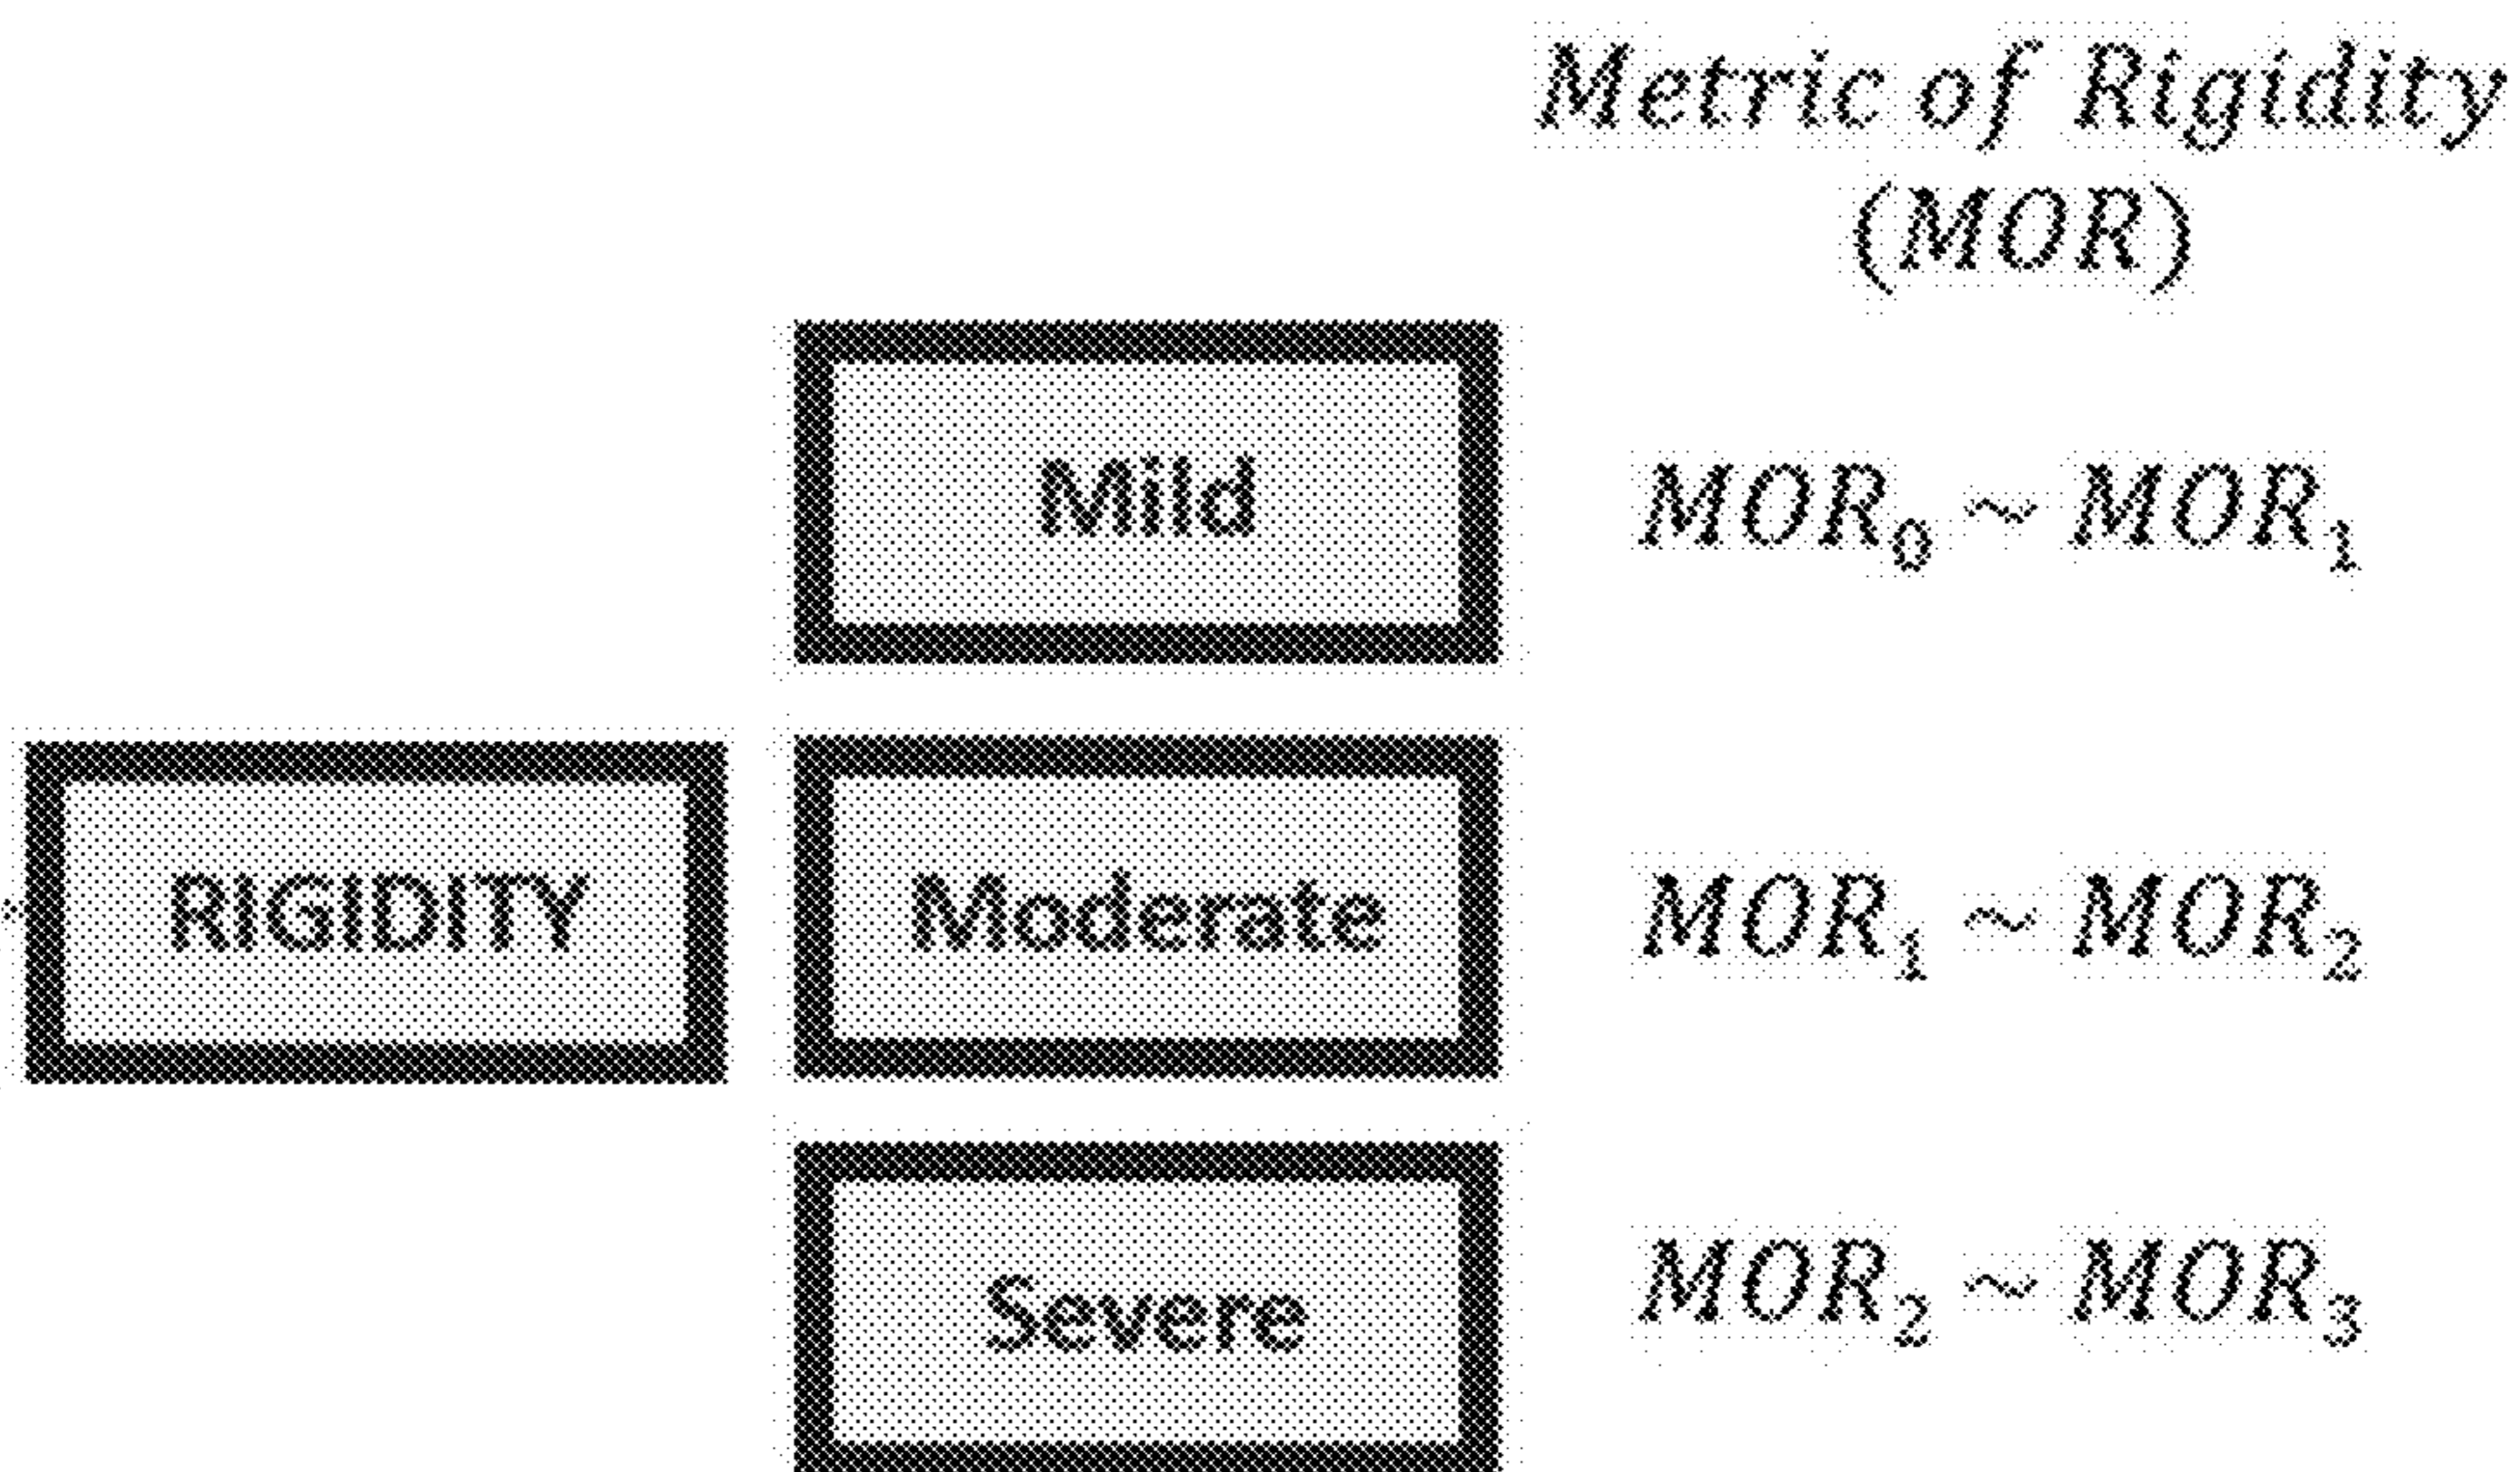 Metric of Rigidity
(MOR)
Mild
MOR₀ ~ MOR₁
RIGIDITY
Moderate
MOR₁ ~ MOR₂
Severe
MOR₂ ~ MOR₃